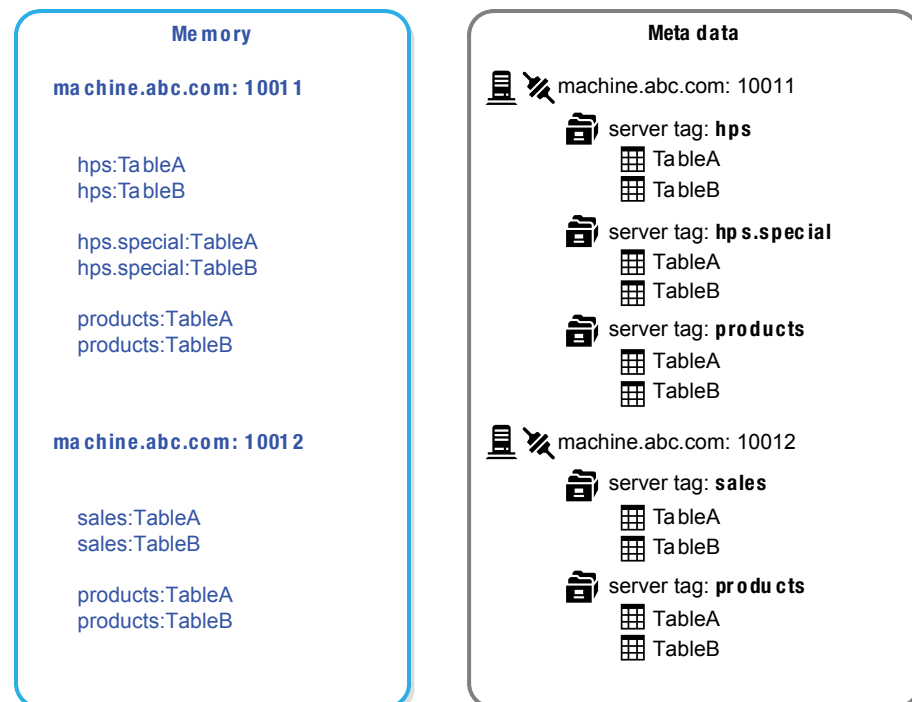 Memory
machine.abc.com: 10011
hps:TableA
hps:TableB
hps.special:TableA
hps.special:TableB
products:TableA
products:TableB
machine.abc.com: 10012
sales:TableA
sales:TableB
products:TableA
products:TableB
Meta data
machine.abc.com: 10011
server tag: hps
TableA
TableB
server tag: hps.special
TableA
TableB
server tag: products
TableA
TableB
machine.abc.com: 10012
server tag: sales
TableA
TableB
server tag: products
TableA
TableB